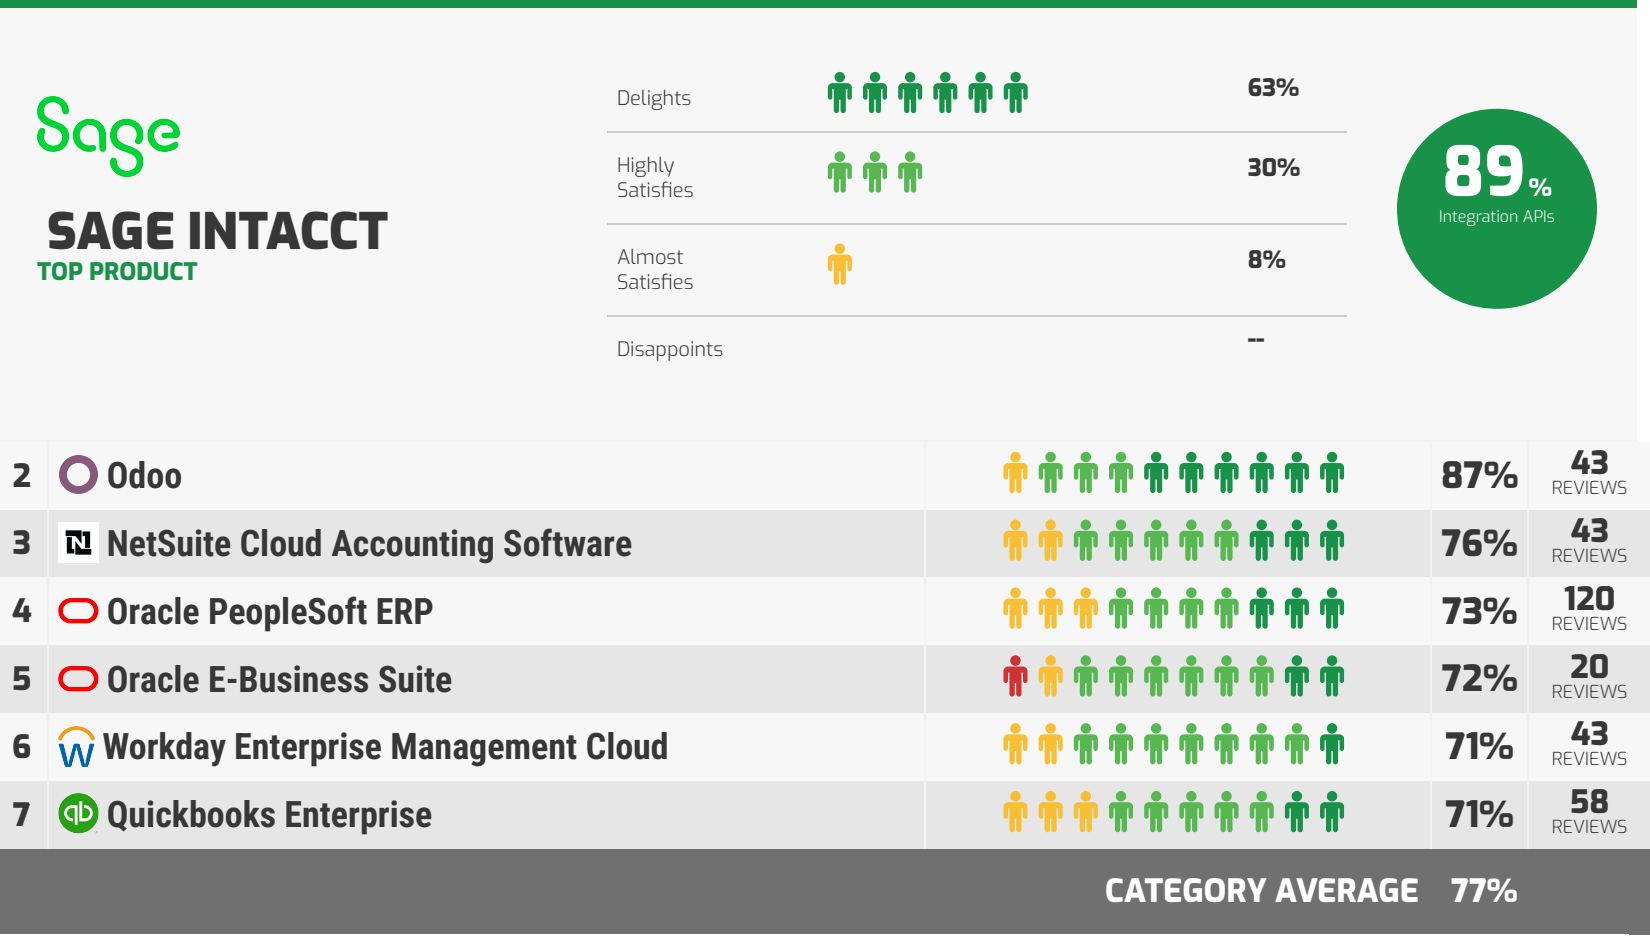 Sage
SAGE INTACCT
TOP PRODUCT
Delights 63%
Highly
Satisfies 30%
Almost
Satisfies 8%
Disappoints --
89%
Integration APIs
2 Odoo 87% 43 REVIEWS
3 N NetSuite Cloud Accounting Software 76% 43 REVIEWS
4 Oracle PeopleSoft ERP 73% 120 REVIEWS
5 Oracle E-Business Suite 72% 20 REVIEWS
6 W Workday Enterprise Management Cloud 71% 43 REVIEWS
7 qb Quickbooks Enterprise 71% 58 REVIEWS
CATEGORY AVERAGE 77%